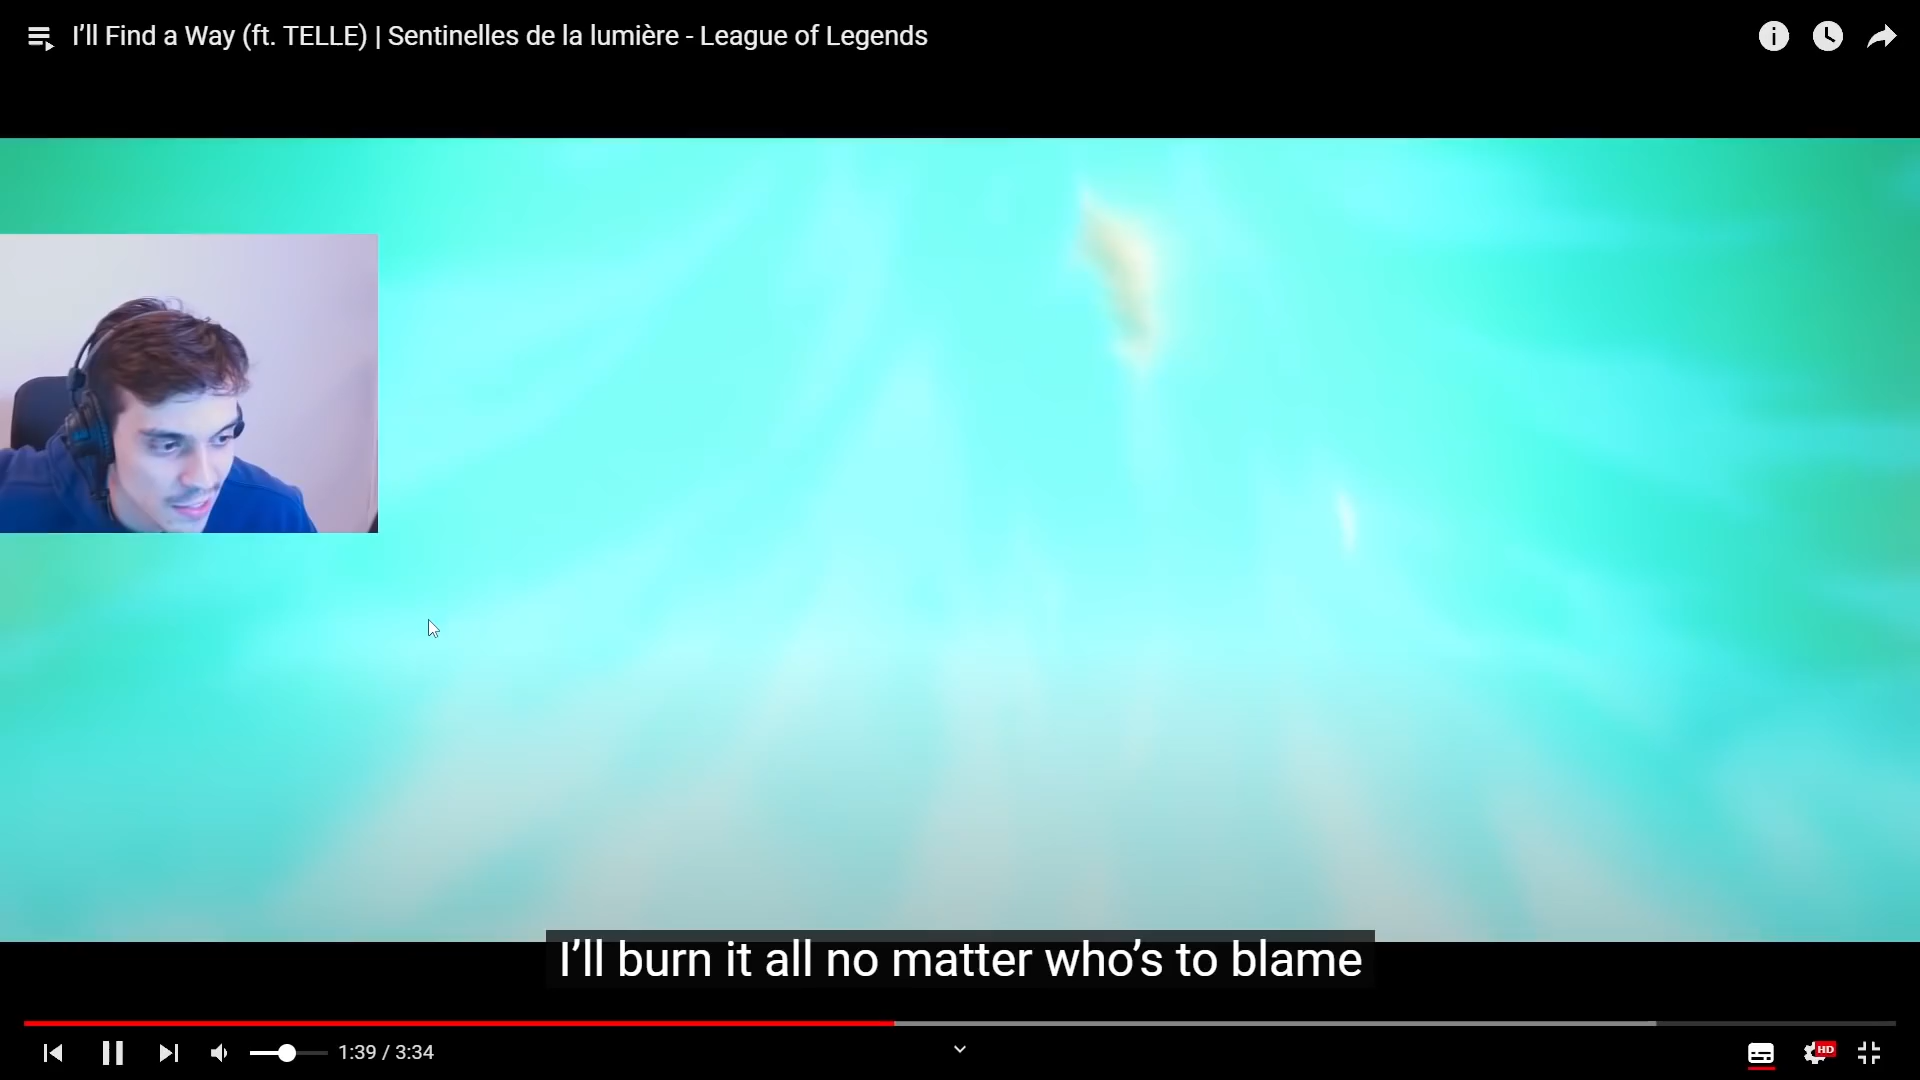 I’ll Find a Way (ft. TELLE) | Sentinelles de la lumière - League of Legends
I’ll burn it all no matter who’s to blame
1:39 / 3:34
HD